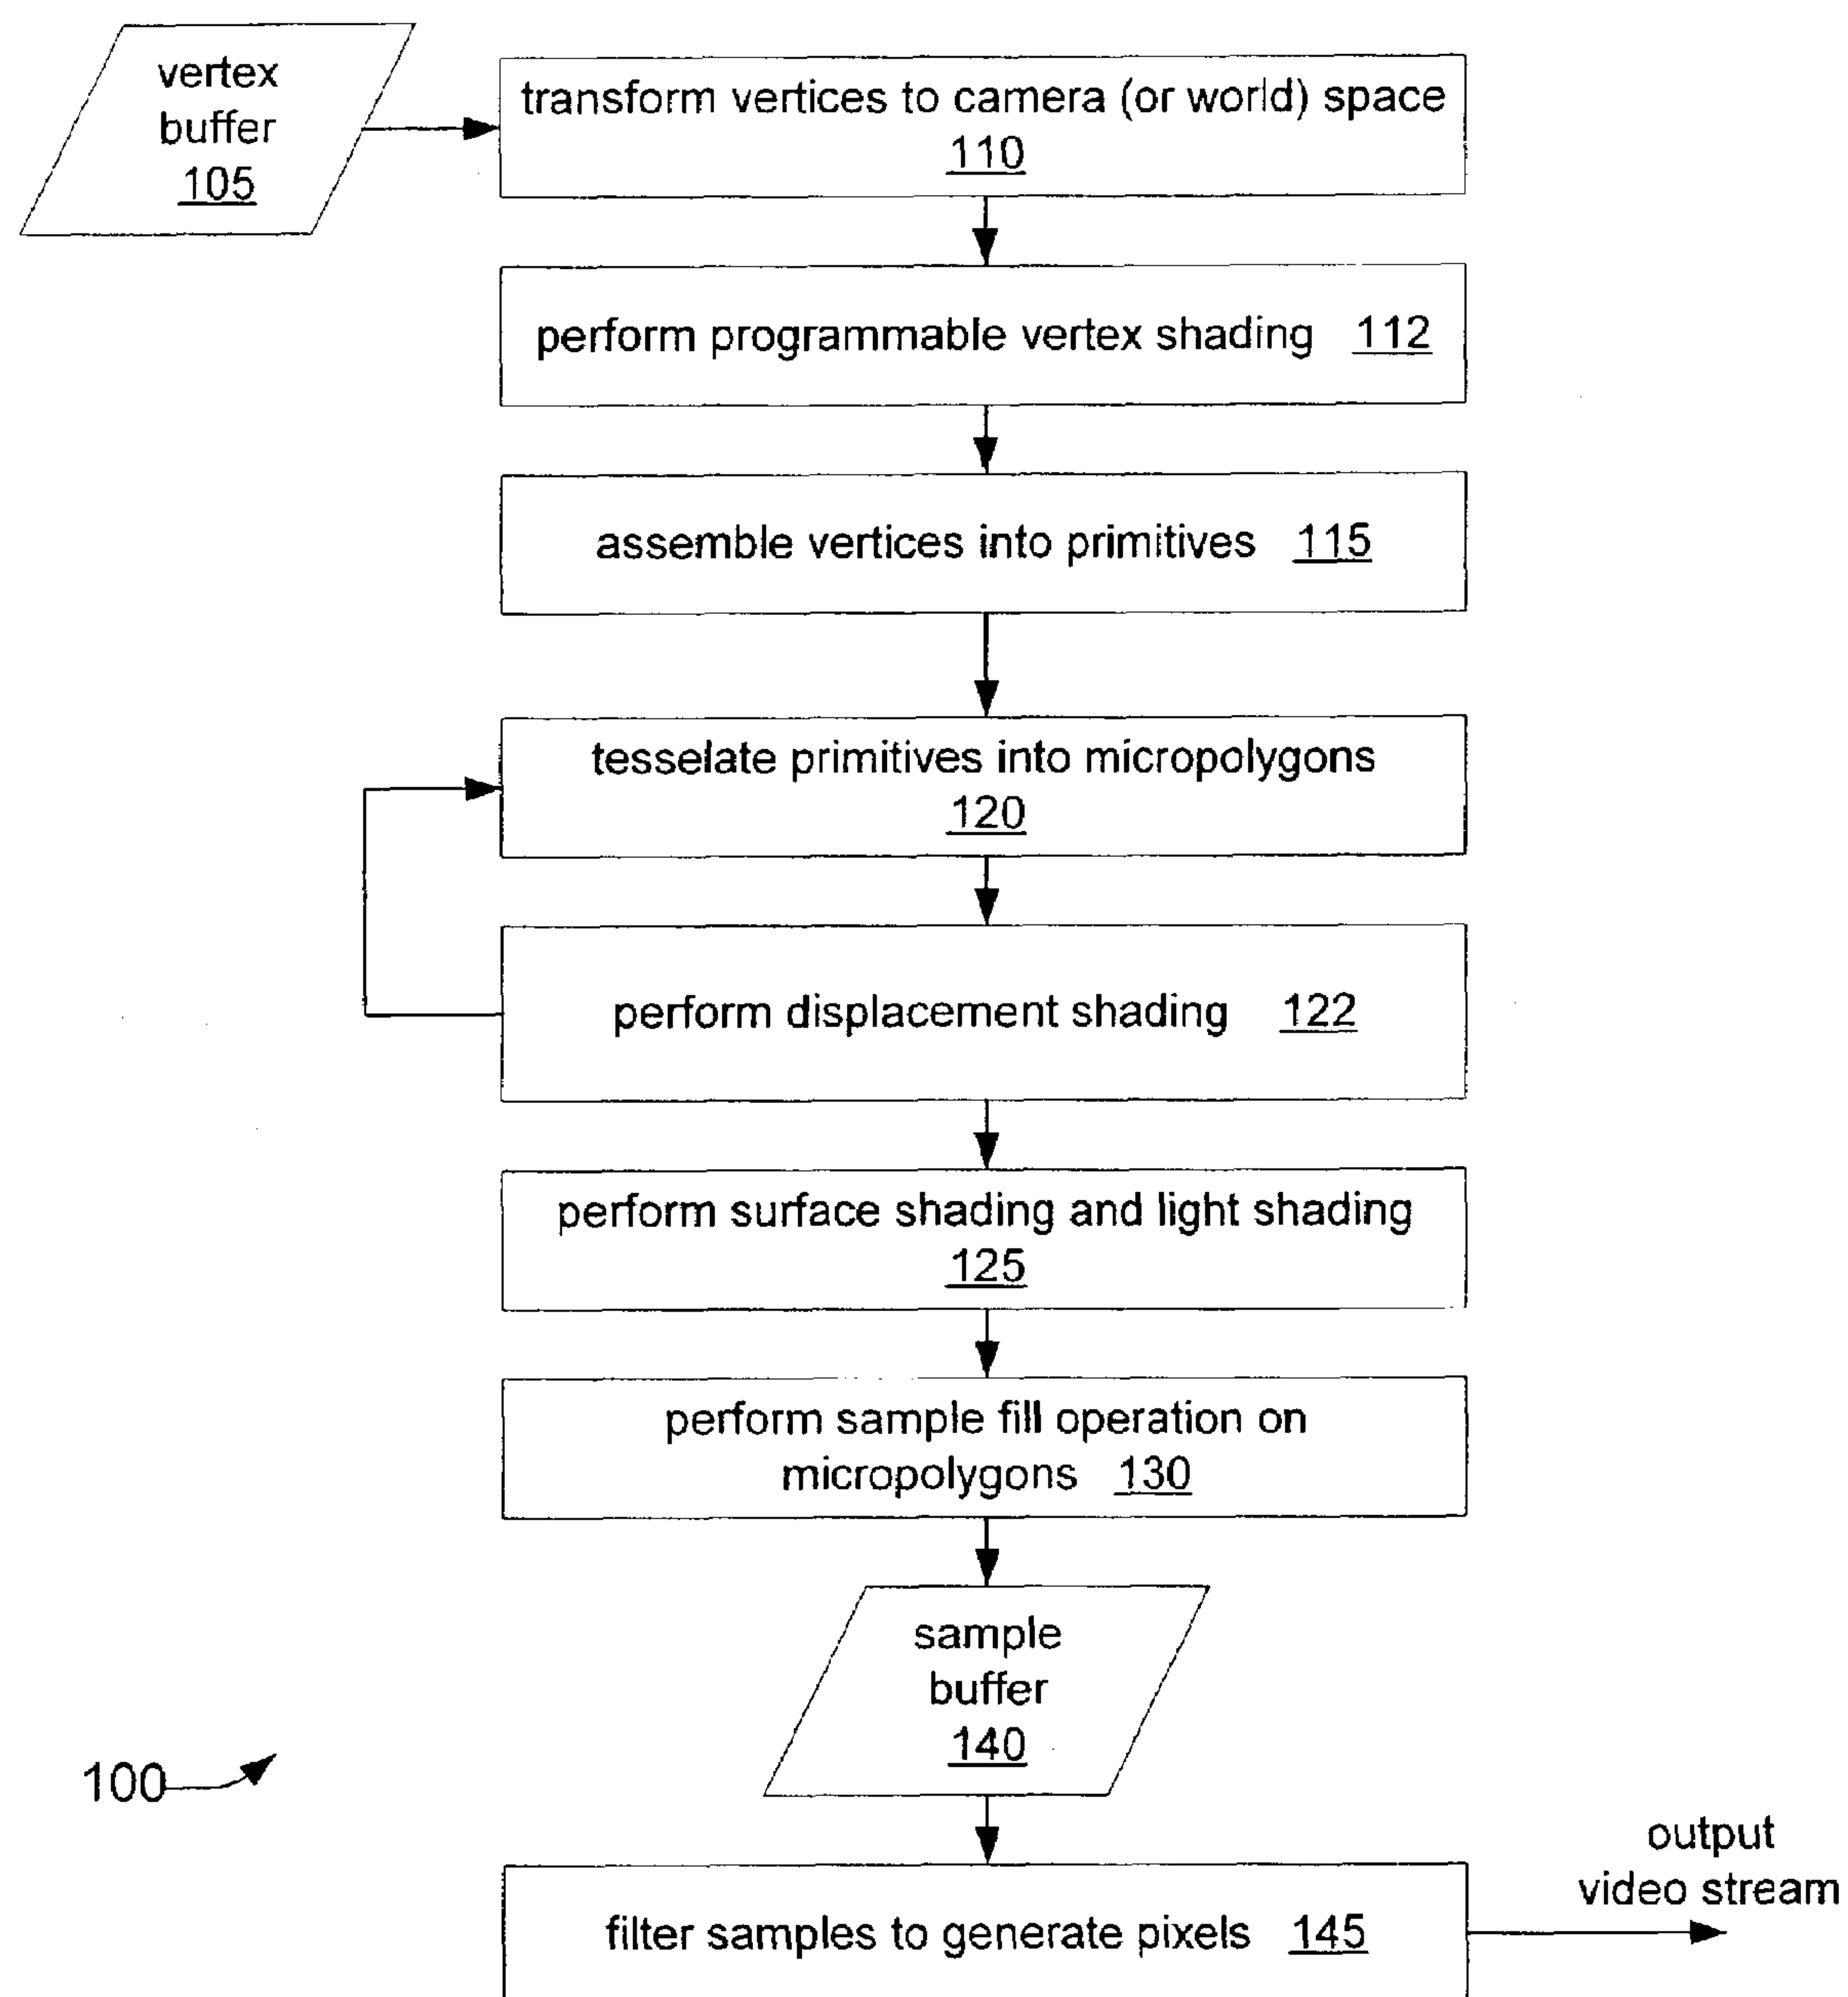 vertex
buffer
105
transform vertices to camera (or world) space
110
perform programmable vertex shading 112
assemble vertices into primitives 115
tesselate primitives into micropolygons
120
perform displacement shading 122
perform surface shading and light shading
125
perform sample fill operation on
micropolygons 130
sample
buffer
140
100
output
video stream
filter samples to generate pixels 145